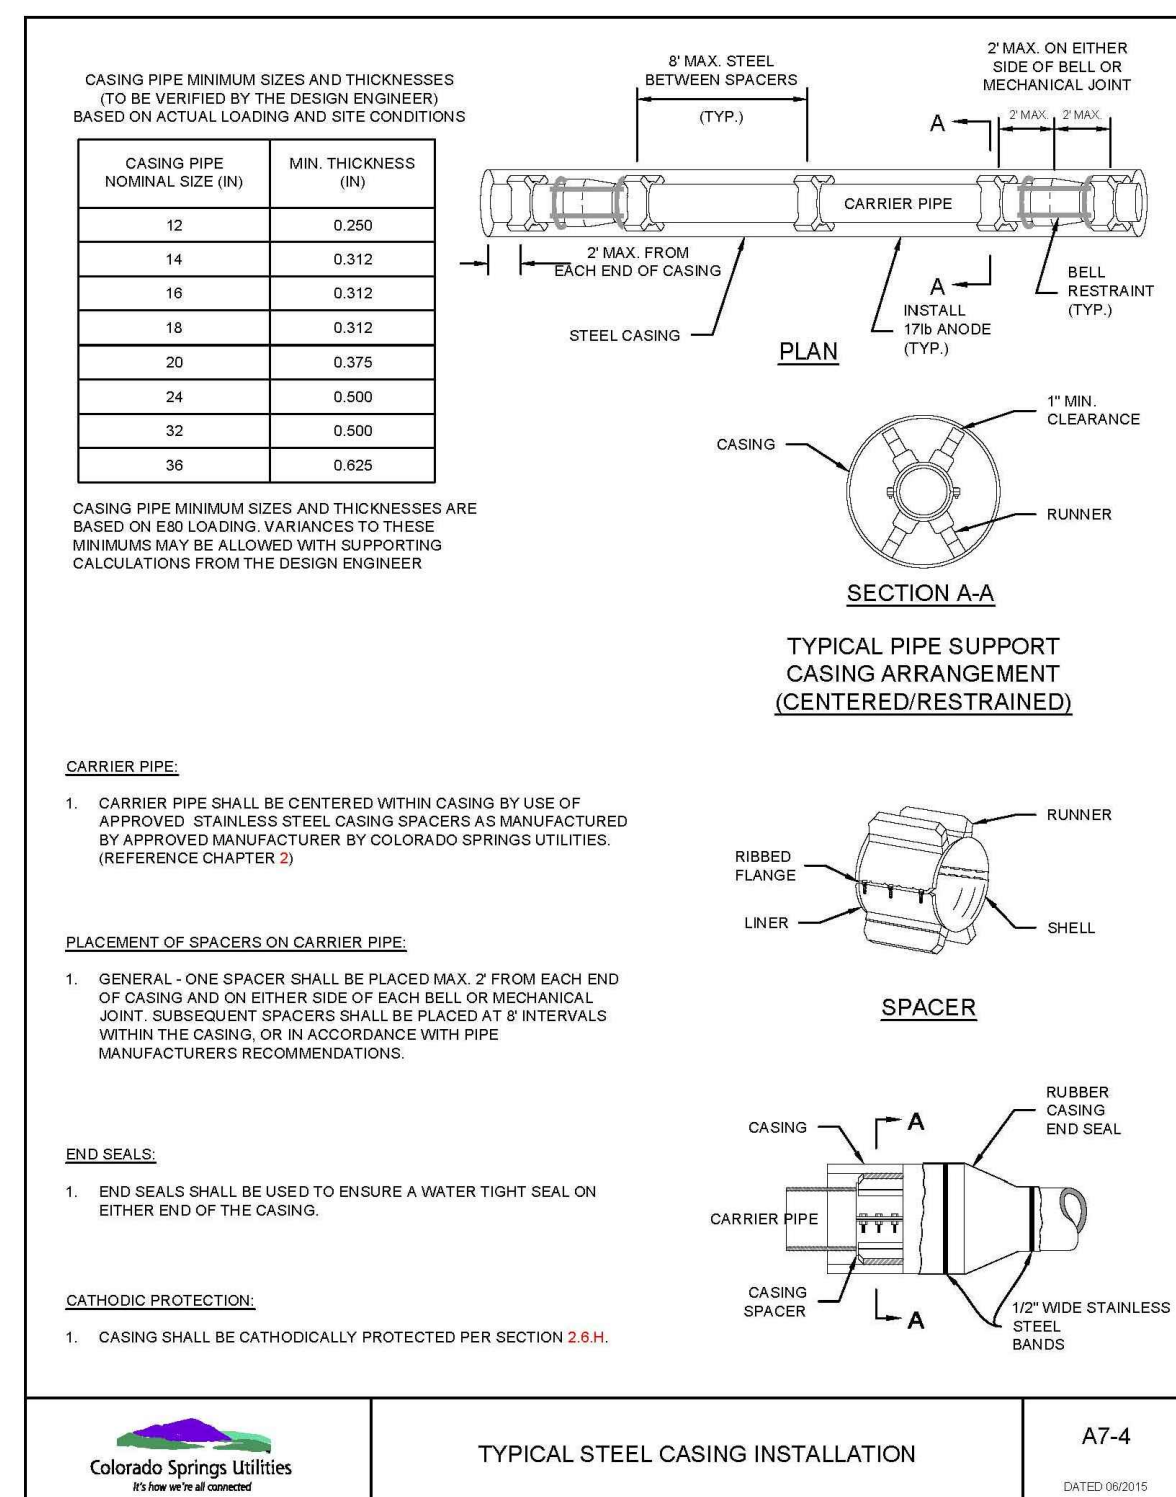 CASING PIPE MINIMUM SIZES AND THICKNESSES
(TO BE VERIFIED BY THE DESIGN ENGINEER)
BASED ON ACTUAL LOADING AND SITE CONDITIONS
CASING PIPE
NOMINAL SIZE (IN)
MIN. THICKNESS
(IN)
12 0.250
14 0.312
16 0.312
18 0.312
20 0.375
24 0.500
32 0.500
36 0.625
CASING PIPE MINIMUM SIZES AND THICKNESSES ARE
BASED ON E80 LOADING. VARIANCES TO THESE
MINIMUMS MAY BE ALLOWED WITH SUPPORTING
CALCULATIONS FROM THE DESIGN ENGINEER
8' MAX. STEEL
BETWEEN SPACERS
(TYP.)
2' MAX. ON EITHER
SIDE OF BELL OR
MECHANICAL JOINT
2' MAX. 2' MAX.
A
CARRIER PIPE
2' MAX. FROM
EACH END OF CASING
A
STEEL CASING
INSTALL
17lb ANODE
(TYP.)
BELL
RESTRAINT
(TYP.)
PLAN
CASING
1" MIN.
CLEARANCE
RUNNER
SECTION A-A
TYPICAL PIPE SUPPORT
CASING ARRANGEMENT
(CENTERED/RESTRAINED)
CARRIER PIPE:
1. CARRIER PIPE SHALL BE CENTERED WITHIN CASING BY USE OF
APPROVED STAINLESS STEEL CASING SPACERS AS MANUFACTURED
BY APPROVED MANUFACTURER BY COLORADO SPRINGS UTILITIES.
(REFERENCE CHAPTER 2)
PLACEMENT OF SPACERS ON CARRIER PIPE:
1. GENERAL - ONE SPACER SHALL BE PLACED MAX. 2' FROM EACH END
OF CASING AND ON EITHER SIDE OF EACH BELL OR MECHANICAL
JOINT. SUBSEQUENT SPACERS SHALL BE PLACED AT 8' INTERVALS
WITHIN THE CASING, OR IN ACCORDANCE WITH PIPE
MANUFACTURERS RECOMMENDATIONS.
END SEALS:
1. END SEALS SHALL BE USED TO ENSURE A WATER TIGHT SEAL ON
EITHER END OF THE CASING.
CATHODIC PROTECTION:
1. CASING SHALL BE CATHODICALLY PROTECTED PER SECTION 2.6.H.
RUNNER
RIBBED
FLANGE
LINER
SHELL
SPACER
CASING
A
RUBBER
CASING
END SEAL
CARRIER PIPE
CASING
SPACER
A
1/2" WIDE STAINLESS
STEEL
BANDS
Colorado Springs Utilities
It's how we're all connected
TYPICAL STEEL CASING INSTALLATION
A7-4
DATED 06/2015